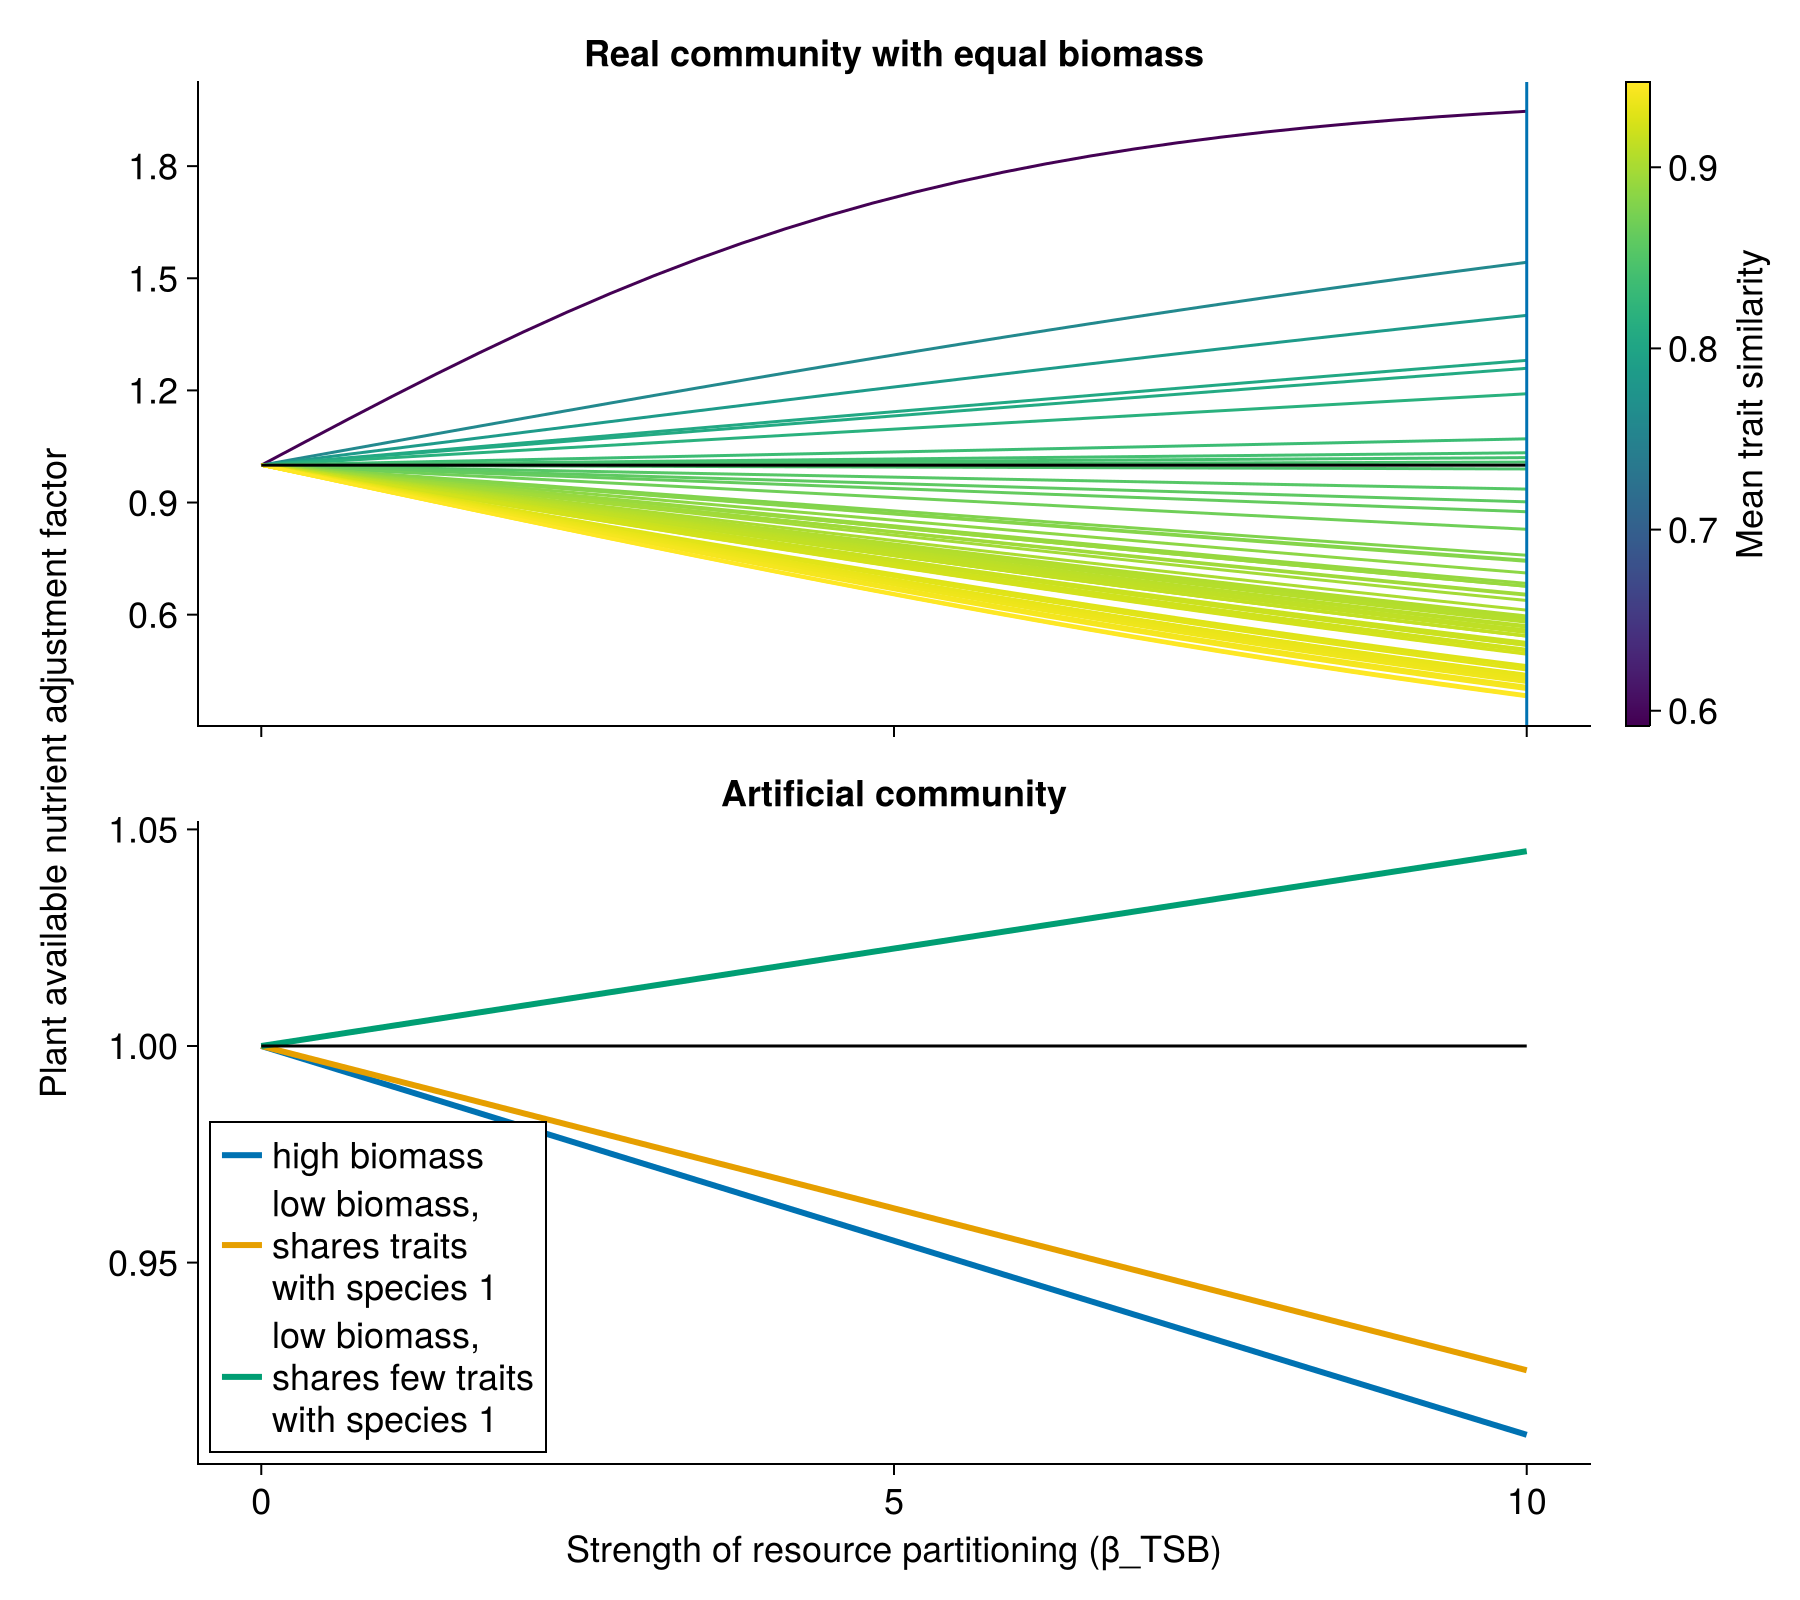 Real community with equal biomass
1.8
1.5
1.2
0.9
0.6
0.9
0.8
0.7
0.6
Mean trait similarity
Plant available nutrient adjustment factor
Artificial community
1.05
1.00
0.95
high biomass
low biomass,
shares traits
with species 1
low biomass,
shares few traits
with species 1
0
5
10
Strength of resource partitioning (β_TSB)